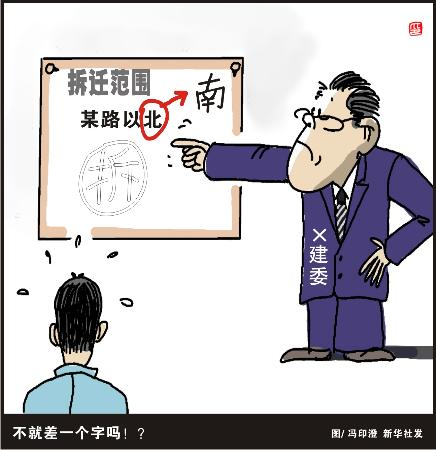 拆迁范围
某路以北
南
拆
×建委
不就差一个字吗！？
图/ 冯印澄 新华社发